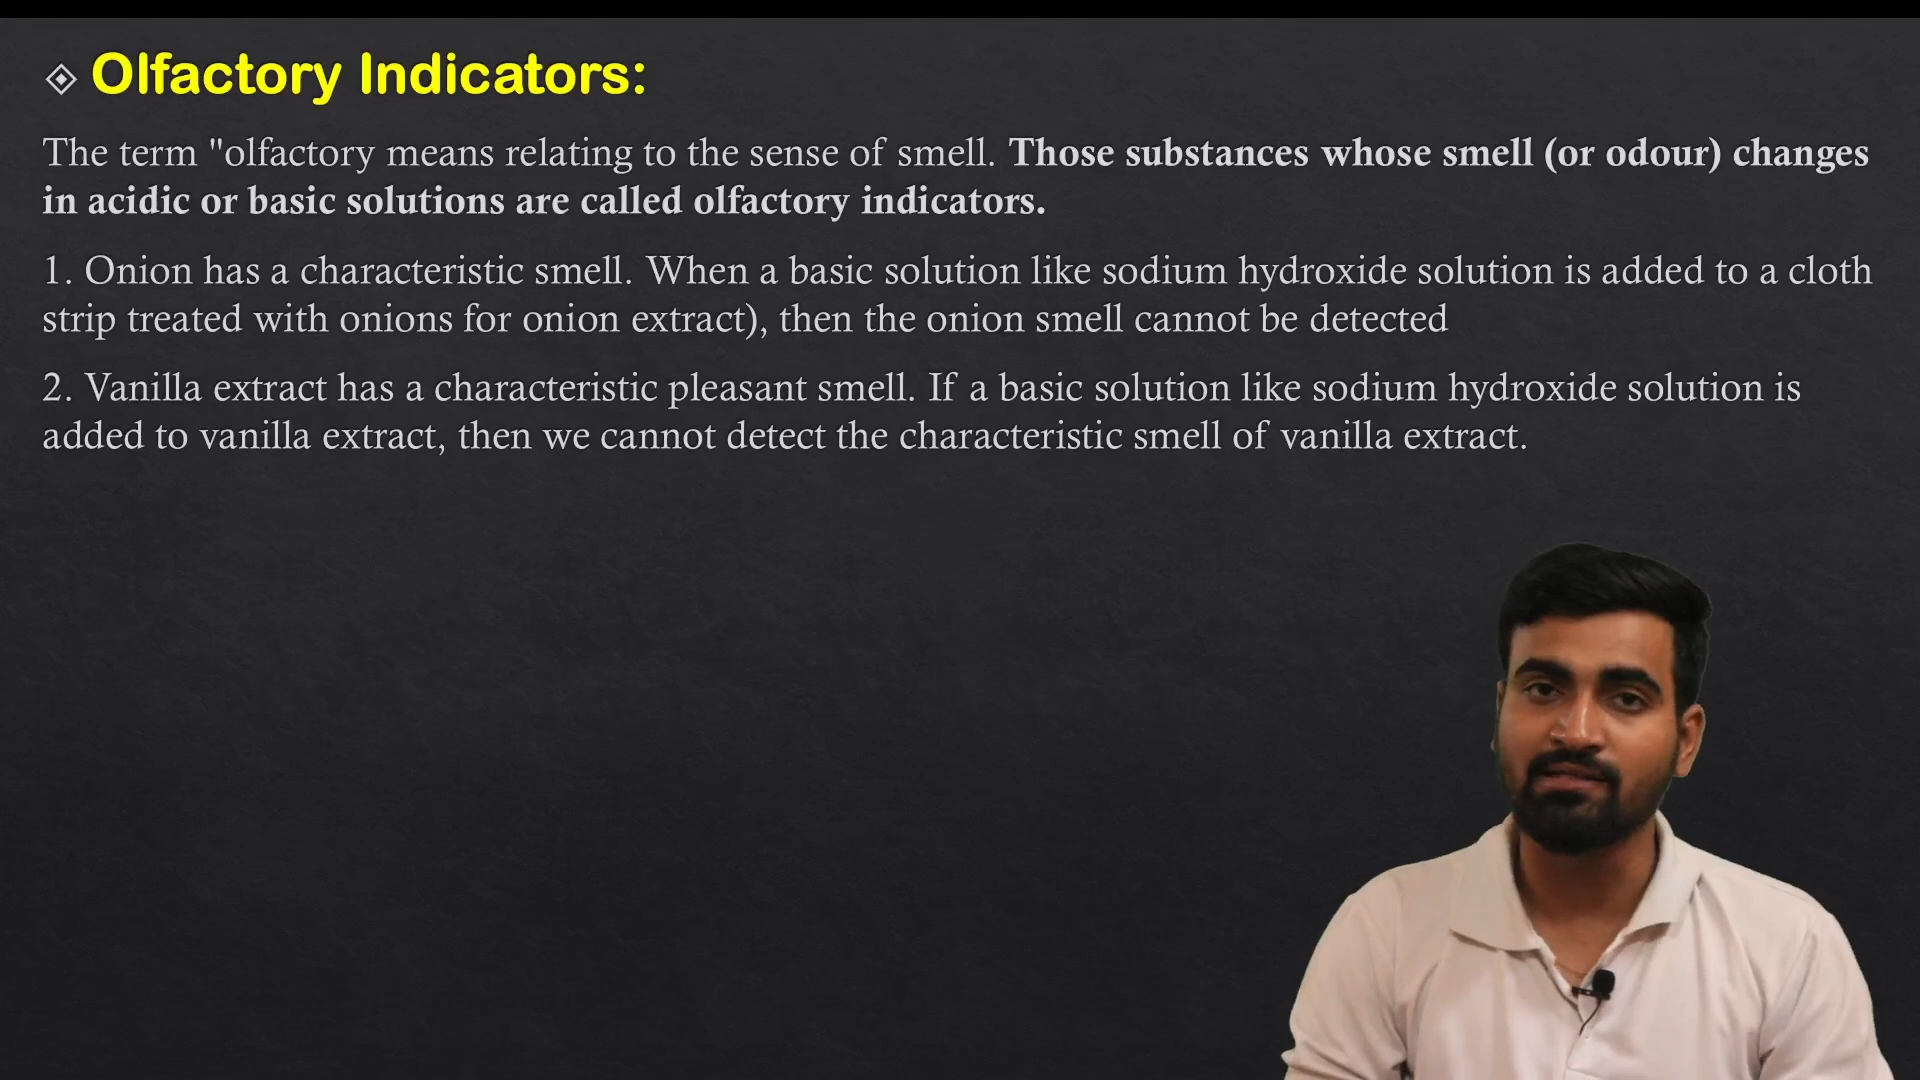 Olfactory Indicators:
The term "olfactory means relating to the sense of smell. Those substances whose smell (or odour) changes
in acidic or basic solutions are called olfactory indicators.
1. Onion has a characteristic smell. When a basic solution like sodium hydroxide solution is added to a cloth
strip treated with onions for onion extract), then the onion smell cannot be detected
2. Vanilla extract has a characteristic pleasant smell. If a basic solution like sodium hydroxide solution is
added to vanilla extract, then we cannot detect the characteristic smell of vanilla extract.